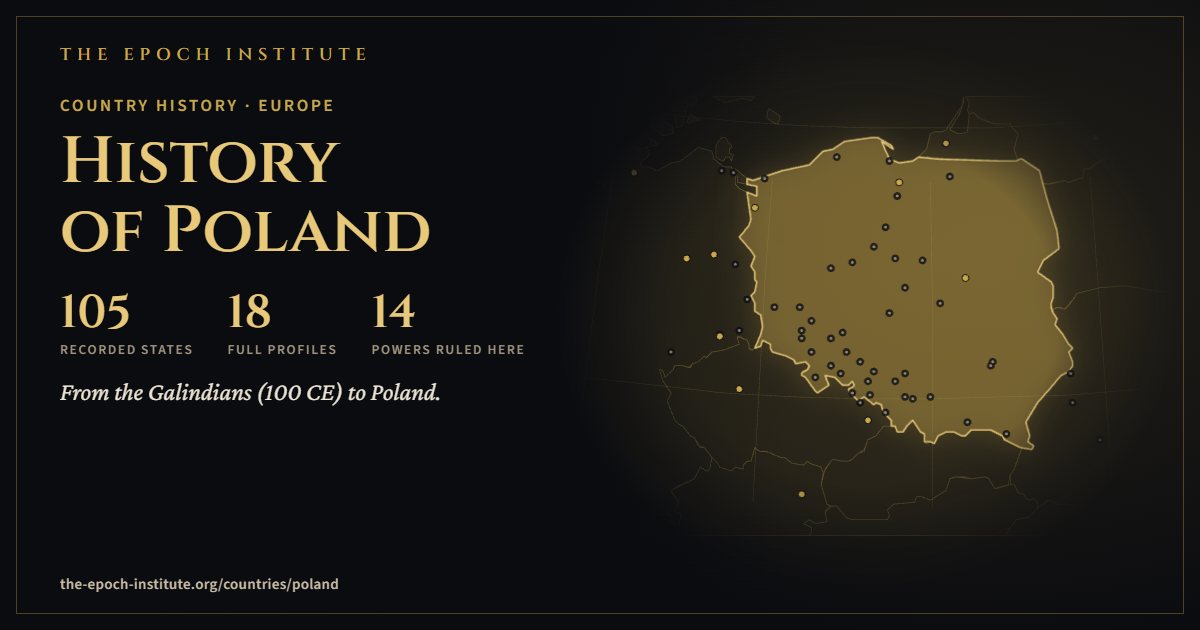 THE EPOCH INSTITUTE
COUNTRY HISTORY · EUROPE
HISTORY
OF POLAND
105 18 14
RECORDED STATES FULL PROFILES POWERS RULED HERE
From the Galindians (100 CE) to Poland.
the-epoch-institute.org/countries/poland